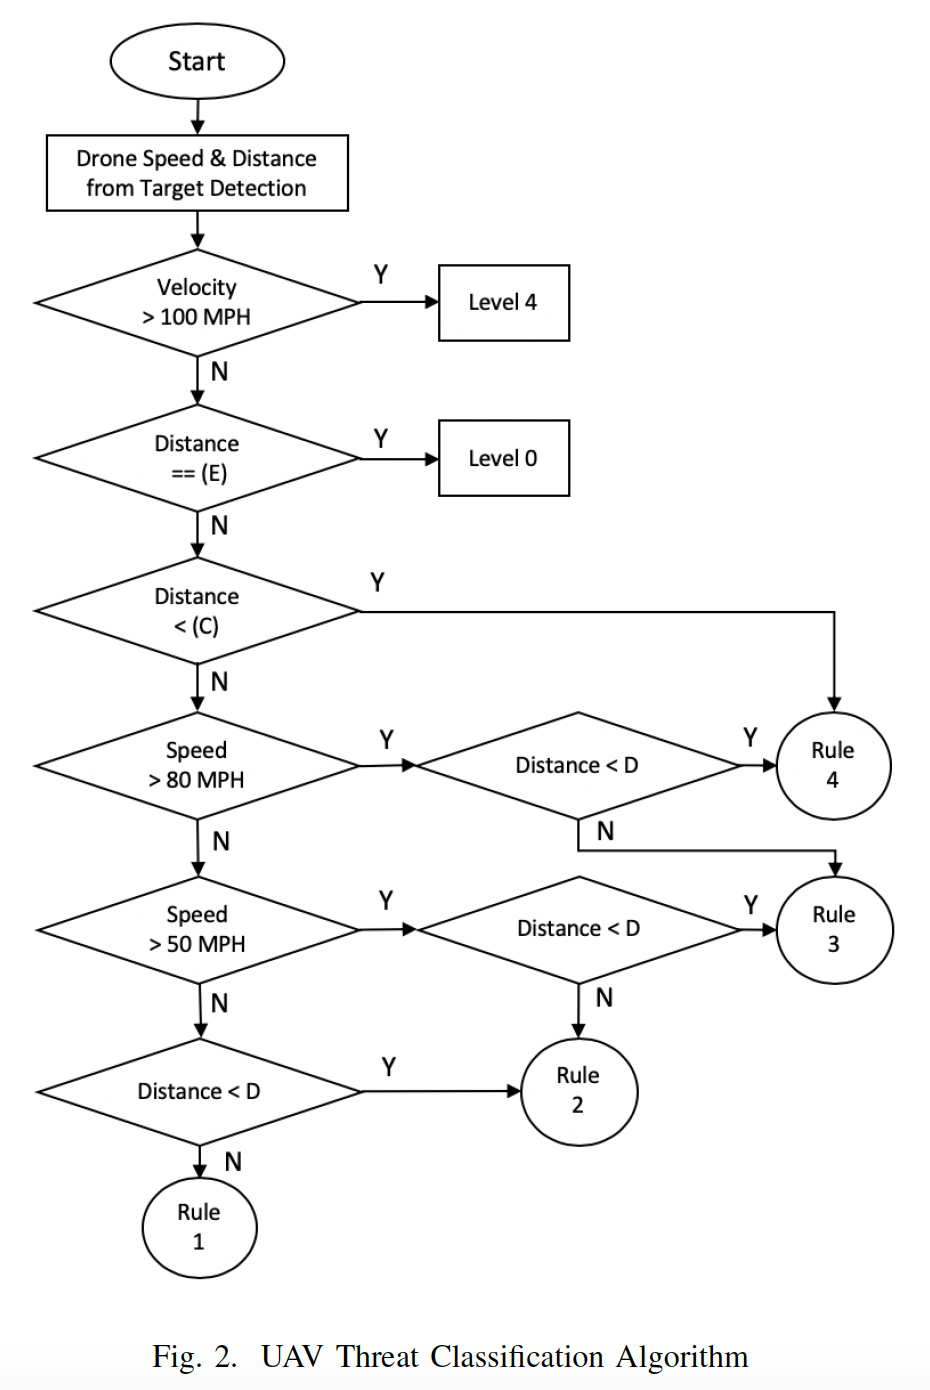 Start
Drone Speed & Distance
from Target Detection
Velocity
> 100 MPH
Y
Level 4
N
Distance
== (E)
Y
Level 0
N
Distance
< (C)
Y
N
Speed
> 80 MPH
Y
Distance < D
Y
Rule
4
N
N
Speed
> 50 MPH
Y
Distance < D
Y
Rule
3
N
N
Distance < D
Y
Rule
2
N
Rule
1
Fig. 2. UAV Threat Classification Algorithm